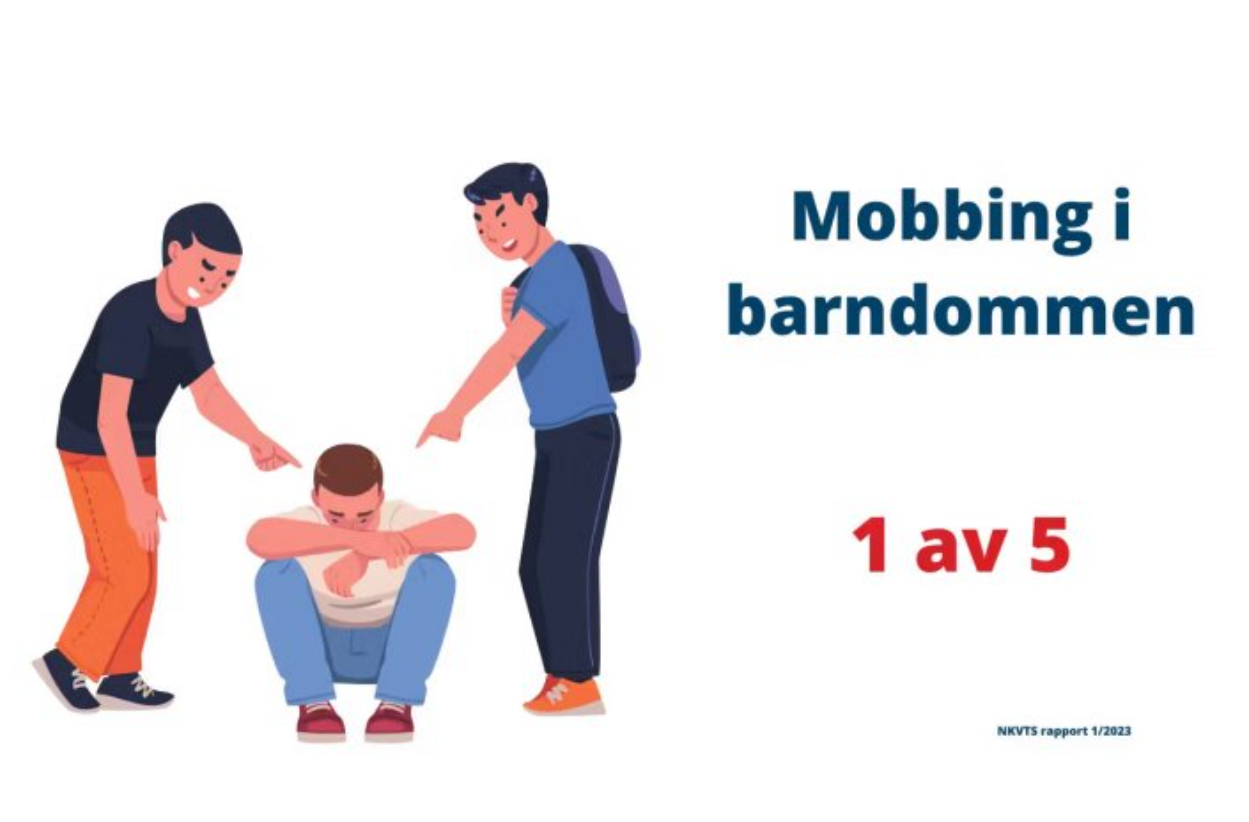 Mobbing i
barndommen
1 av 5
NKVTS rapport 1/2023